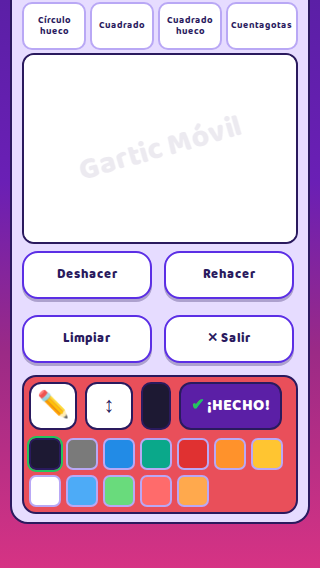 Círculo hueco
Cuadrado
Cuadrado hueco
Cuentagotas
Gartic Móvil
Deshacer
Rehacer
Limpiar
✕ Salir
↕
✔ ¡HECHO!